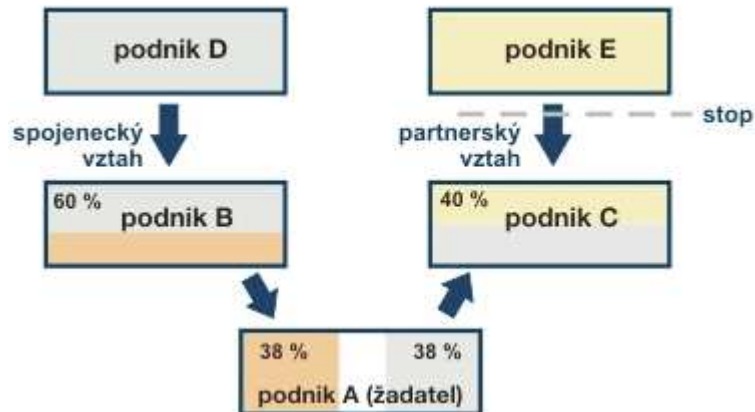 podnik D
podnik E
spojenecký
vztah
partnerský
vztah
stop
60 %
podnik B
40 %
podnik C
38 %
38 %
podnik A (žadatel)